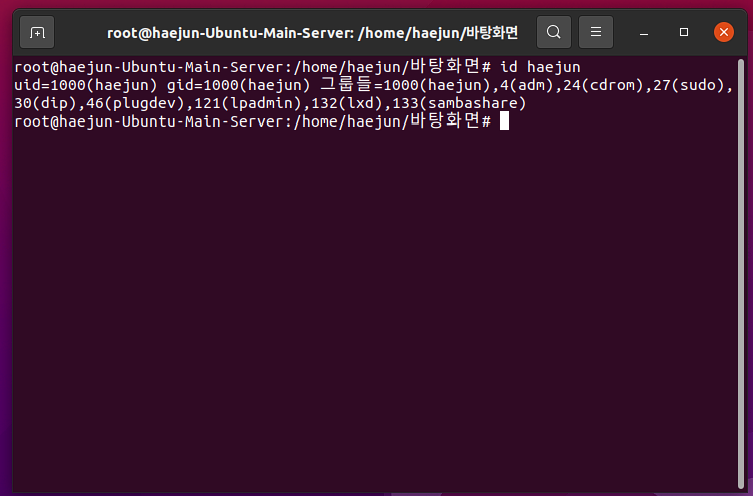 root@haejun-Ubuntu-Main-Server: /home/haejun/바탕화면
root@haejun-Ubuntu-Main-Server:/home/haejun/바탕화면# id haejun
uid=1000(haejun) gid=1000(haejun) 그룹들=1000(haejun),4(adm),24(cdrom),27(sudo),
30(dip),46(plugdev),121(lpadmin),132(lxd),133(sambashare)
root@haejun-Ubuntu-Main-Server:/home/haejun/바탕화면#